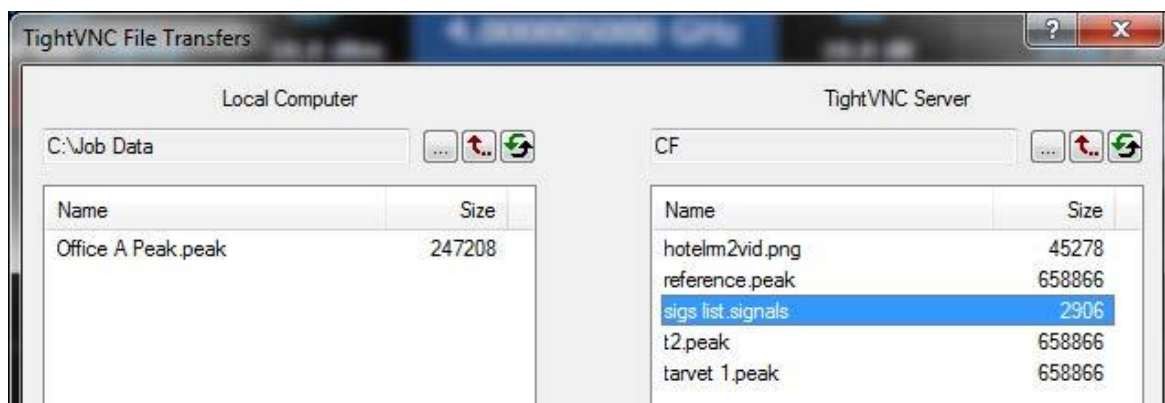 TightVNC File Transfers
Local Computer
C:\Job Data
...
Name Size
Office A Peak.peak 247208
TightVNC Server
CF
...
Name Size
hotelrm2vid.png 45278
reference.peak 658866
sigs list.signals 2906
t2.peak 658866
tarvet 1.peak 658866